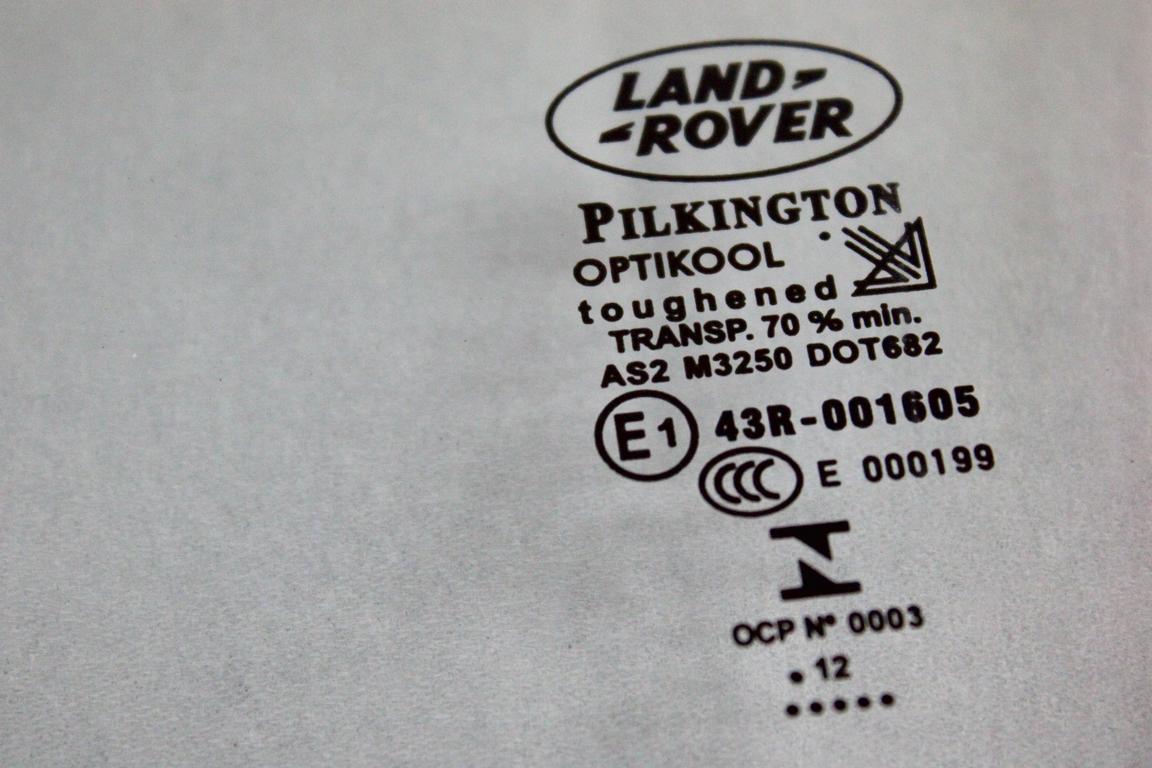 LAND
ROVER
PILKINGTON
OPTIKOOL
toughened
TRANSP. 70 % min.
AS2 M3250 DOT682
E1 43R-001605
CCC E 000199
OCP Nº 0003
. 12
.....